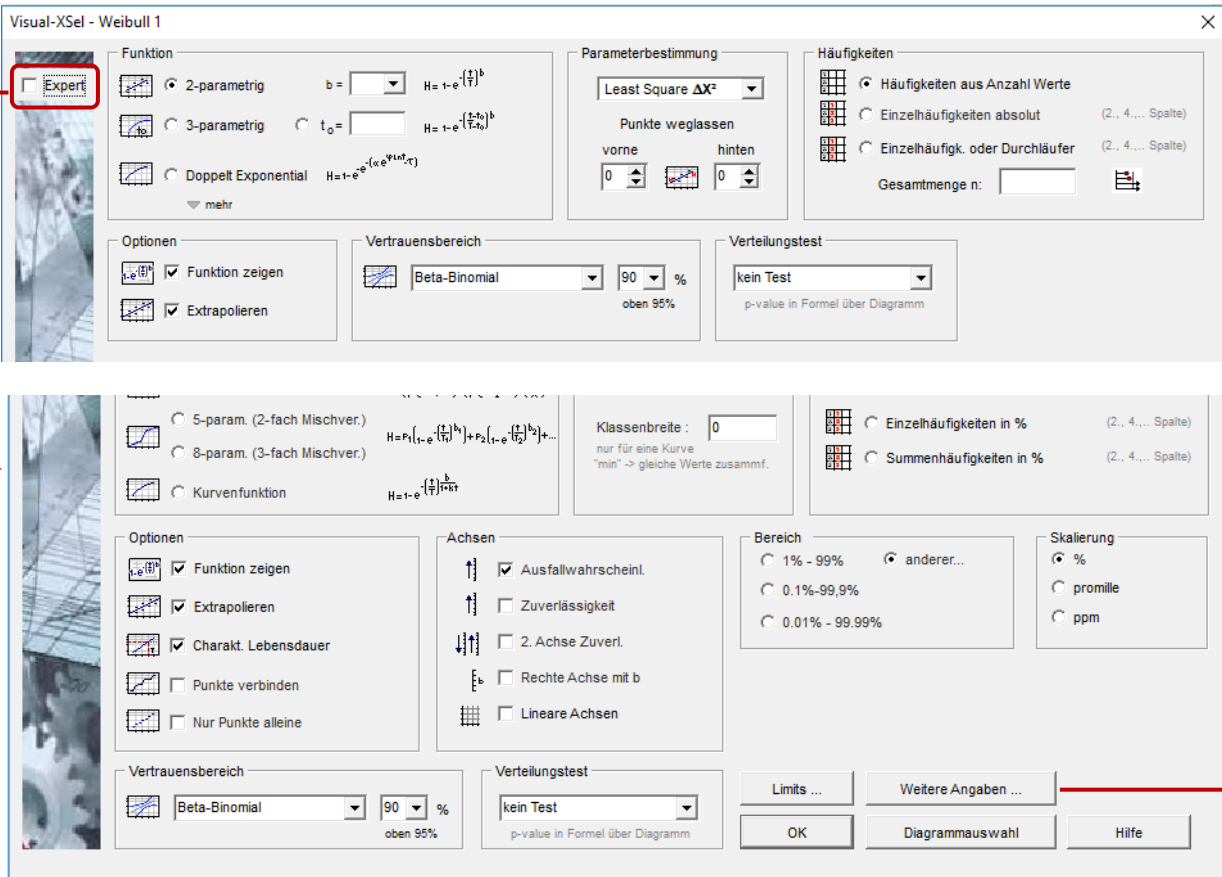 Visual-XSel - Weibull 1
Expert
Funktion
2-parametrig b =
3-parametrig t₀=
Doppelt Exponential
mehr
Parameterbestimmung
Least Square ΔX²
Punkte weglassen
vorne hinten
0 0
Häufigkeiten
Häufigkeiten aus Anzahl Werte
Einzelhäufigkeiten absolut (2., 4.,.. Spalte)
Einzelhäufigk. oder Durchläufer (2., 4.,.. Spalte)
Gesamtmenge n:
Optionen
Funktion zeigen
Extrapolieren
Vertrauensbereich
Beta-Binomial 90 %
oben 95%
Verteilungstest
kein Test
p-value in Formel über Diagramm
5-param. (2-fach Mischver.)
8-param. (3-fach Mischver.)
Kurvenfunktion
Klassenbreite : 0
nur für eine Kurve
"min" -> gleiche Werte zusammf.
Einzelhäufigkeiten in % (2., 4.,.. Spalte)
Summenhäufigkeiten in % (2., 4.,.. Spalte)
Optionen
Funktion zeigen
Extrapolieren
Charakt. Lebensdauer
Punkte verbinden
Nur Punkte alleine
Achsen
Ausfallwahrscheinl.
Zuverlässigkeit
2. Achse Zuverl.
Rechte Achse mit b
Lineare Achsen
Bereich
1% - 99% anderer...
0.1%-99,9%
0.01% - 99.99%
Skalierung
%
promille
ppm
Vertrauensbereich
Beta-Binomial 90 %
oben 95%
Verteilungstest
kein Test
p-value in Formel über Diagramm
Limits ... Weitere Angaben ...
OK Diagrammauswahl Hilfe